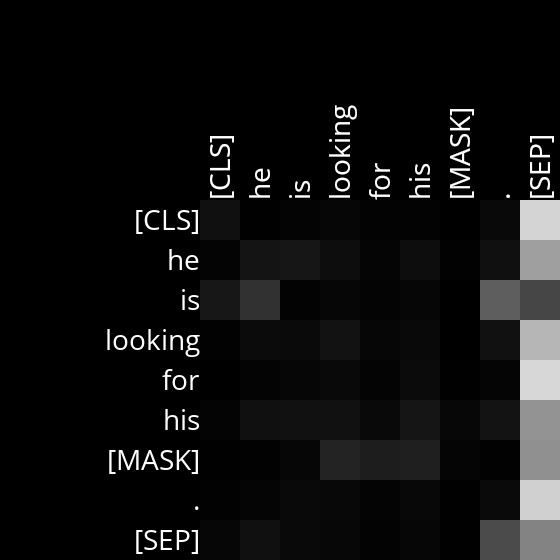 [CLS] he is looking for his [MASK] . [SEP]
[CLS]
he
is
looking
for
his
[MASK]
.
[SEP]